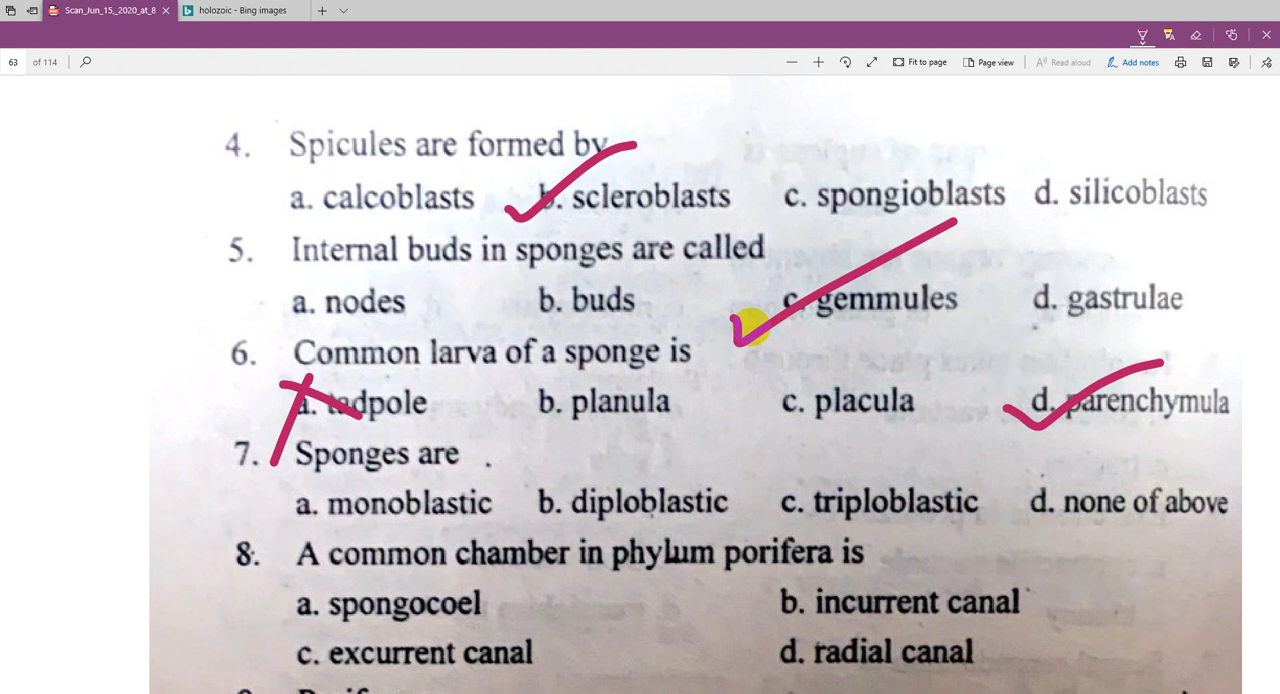 Scan_Jun_15,_2020_at_8
holozoic - Bing images
63 of 114
Fit to page
Page view
Read aloud
Add notes
4. Spicules are formed by
a. calcoblasts b. scleroblasts c. spongioblasts d. silicoblasts
5. Internal buds in sponges are called
a. nodes b. buds c. gemmules d. gastrulae
6. Common larva of a sponge is
a. tadpole b. planula c. placula d. parenchymula
7. Sponges are .
a. monoblastic b. diploblastic c. triploblastic d. none of above
8. A common chamber in phylum porifera is
a. spongocoel b. incurrent canal
c. excurrent canal d. radial canal